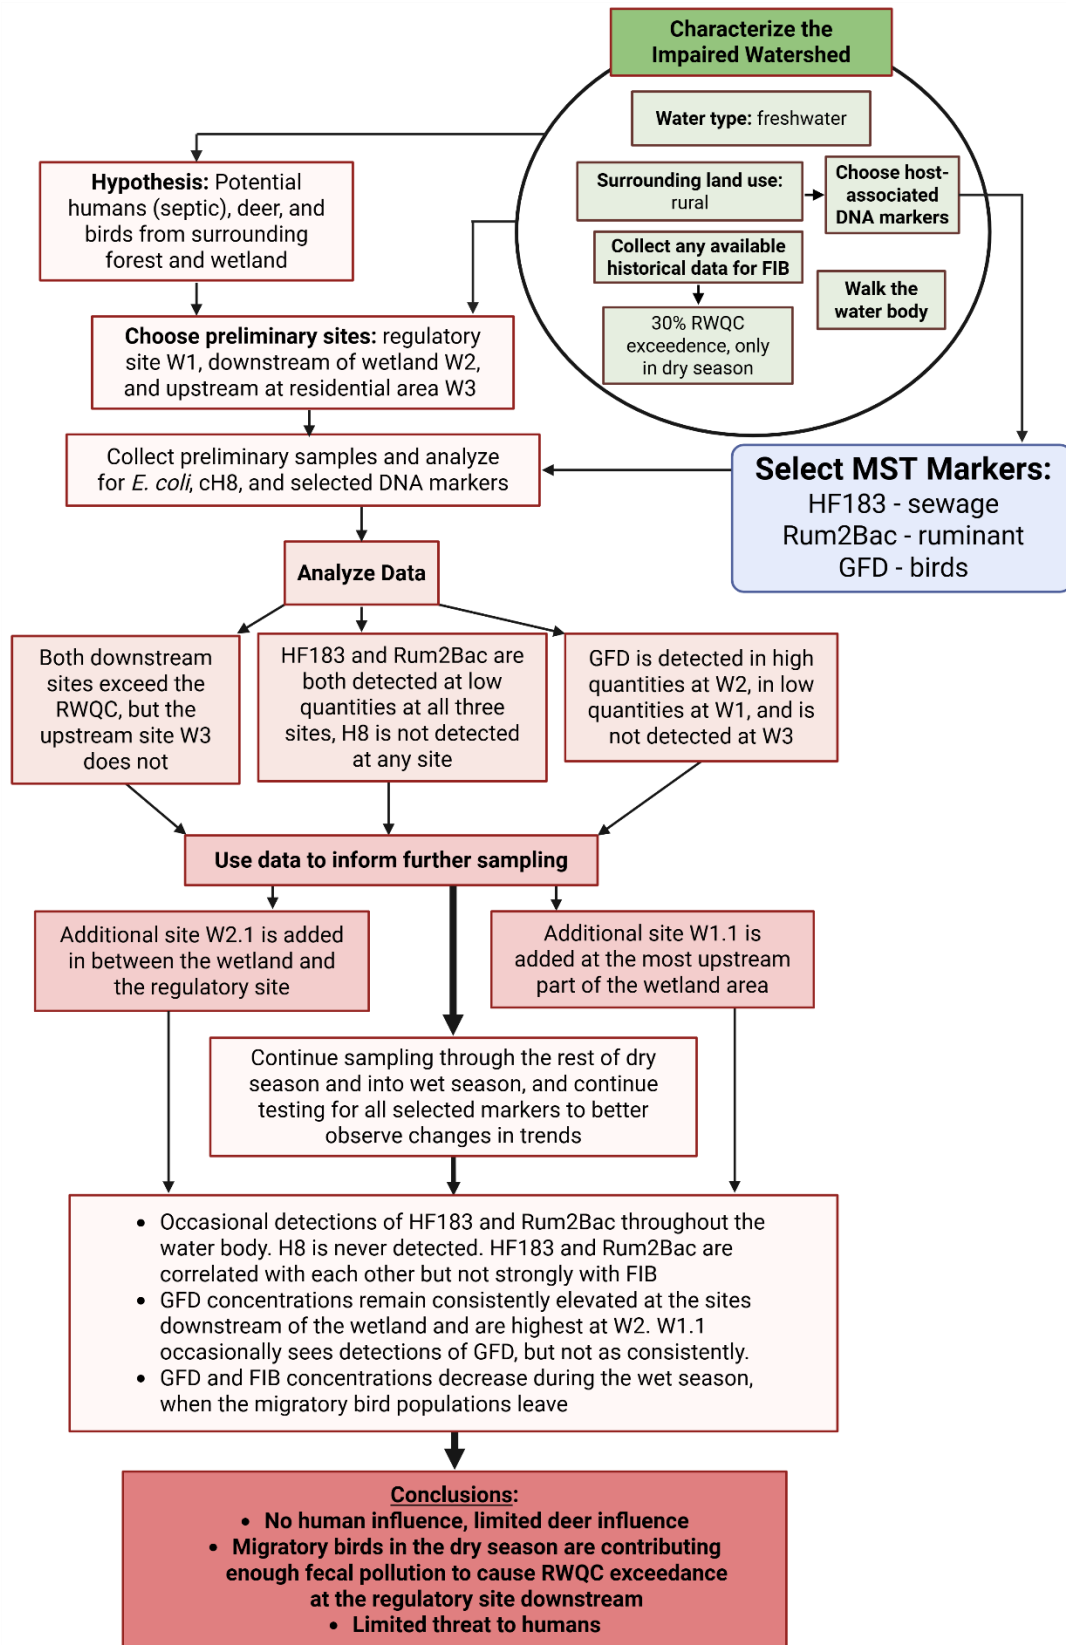 Characterize the
Impaired Watershed
Water type: freshwater
Surrounding land use:
rural
Choose host-
associated
DNA markers
Collect any available
historical data for FIB
Walk the
water body
30% RWQC
exceedence, only
in dry season
Hypothesis: Potential
humans (septic), deer, and
birds from surrounding
forest and wetland
Choose preliminary sites: regulatory
site W1, downstream of wetland W2,
and upstream at residential area W3
Collect preliminary samples and analyze
for E. coli, cH8, and selected DNA markers
Select MST Markers:
HF183 - sewage
Rum2Bac - ruminant
GFD - birds
Analyze Data
Both downstream
sites exceed the
RWQC, but the
upstream site W3
does not
HF183 and Rum2Bac are
both detected at low
quantities at all three
sites, H8 is not detected
at any site
GFD is detected in high
quantities at W2, in low
quantities at W1, and is
not detected at W3
Use data to inform further sampling
Additional site W2.1 is added
in between the wetland and
the regulatory site
Additional site W1.1 is
added at the most upstream
part of the wetland area
Continue sampling through the rest of dry
season and into wet season, and continue
testing for all selected markers to better
observe changes in trends
• Occasional detections of HF183 and Rum2Bac throughout the
water body. H8 is never detected. HF183 and Rum2Bac are
correlated with each other but not strongly with FIB
• GFD concentrations remain consistently elevated at the sites
downstream of the wetland and are highest at W2. W1.1
occasionally sees detections of GFD, but not as consistently.
• GFD and FIB concentrations decrease during the wet season,
when the migratory bird populations leave
Conclusions:
• No human influence, limited deer influence
• Migratory birds in the dry season are contributing
enough fecal pollution to cause RWQC exceedance
at the regulatory site downstream
• Limited threat to humans